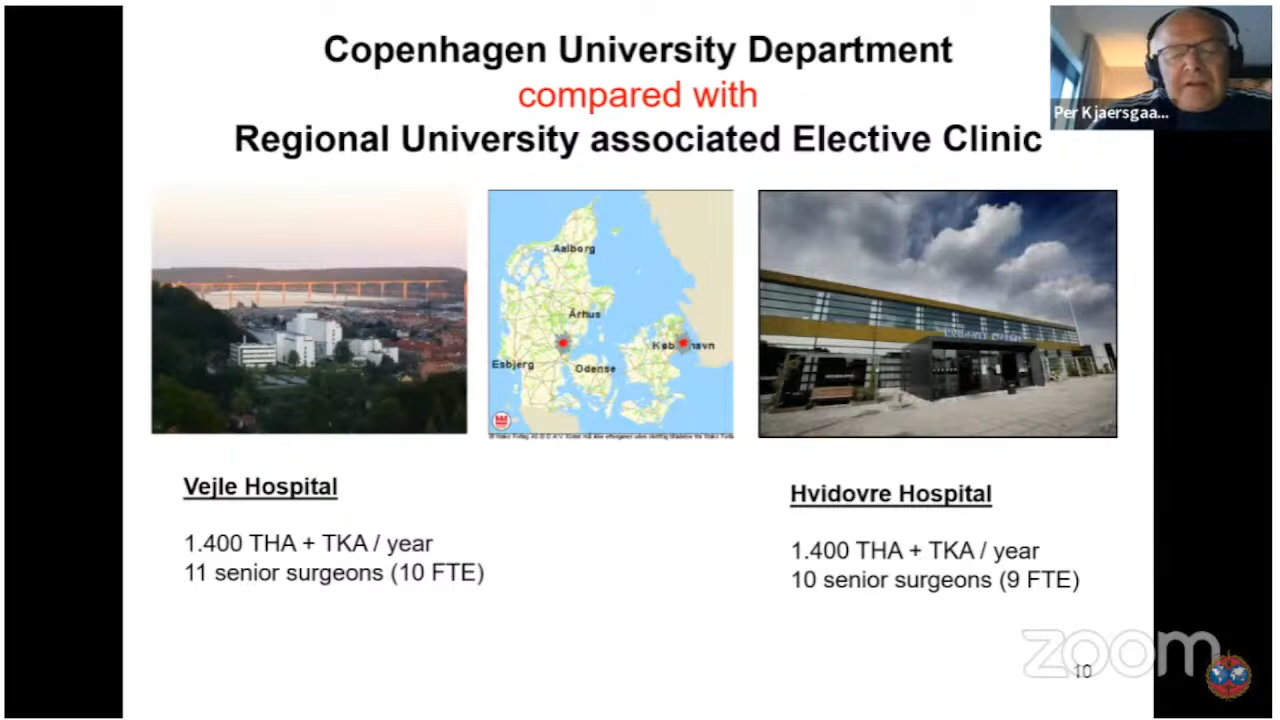 Copenhagen University Department
compared with
Regional University associated Elective Clinic
Per Kjaersgaa...
Aalborg
Århus
Køb
havn
Esbjerg
Odense
Vejle Hospital
1.400 THA + TKA / year
11 senior surgeons (10 FTE)
Hvidovre Hospital
1.400 THA + TKA / year
10 senior surgeons (9 FTE)
zoom
10